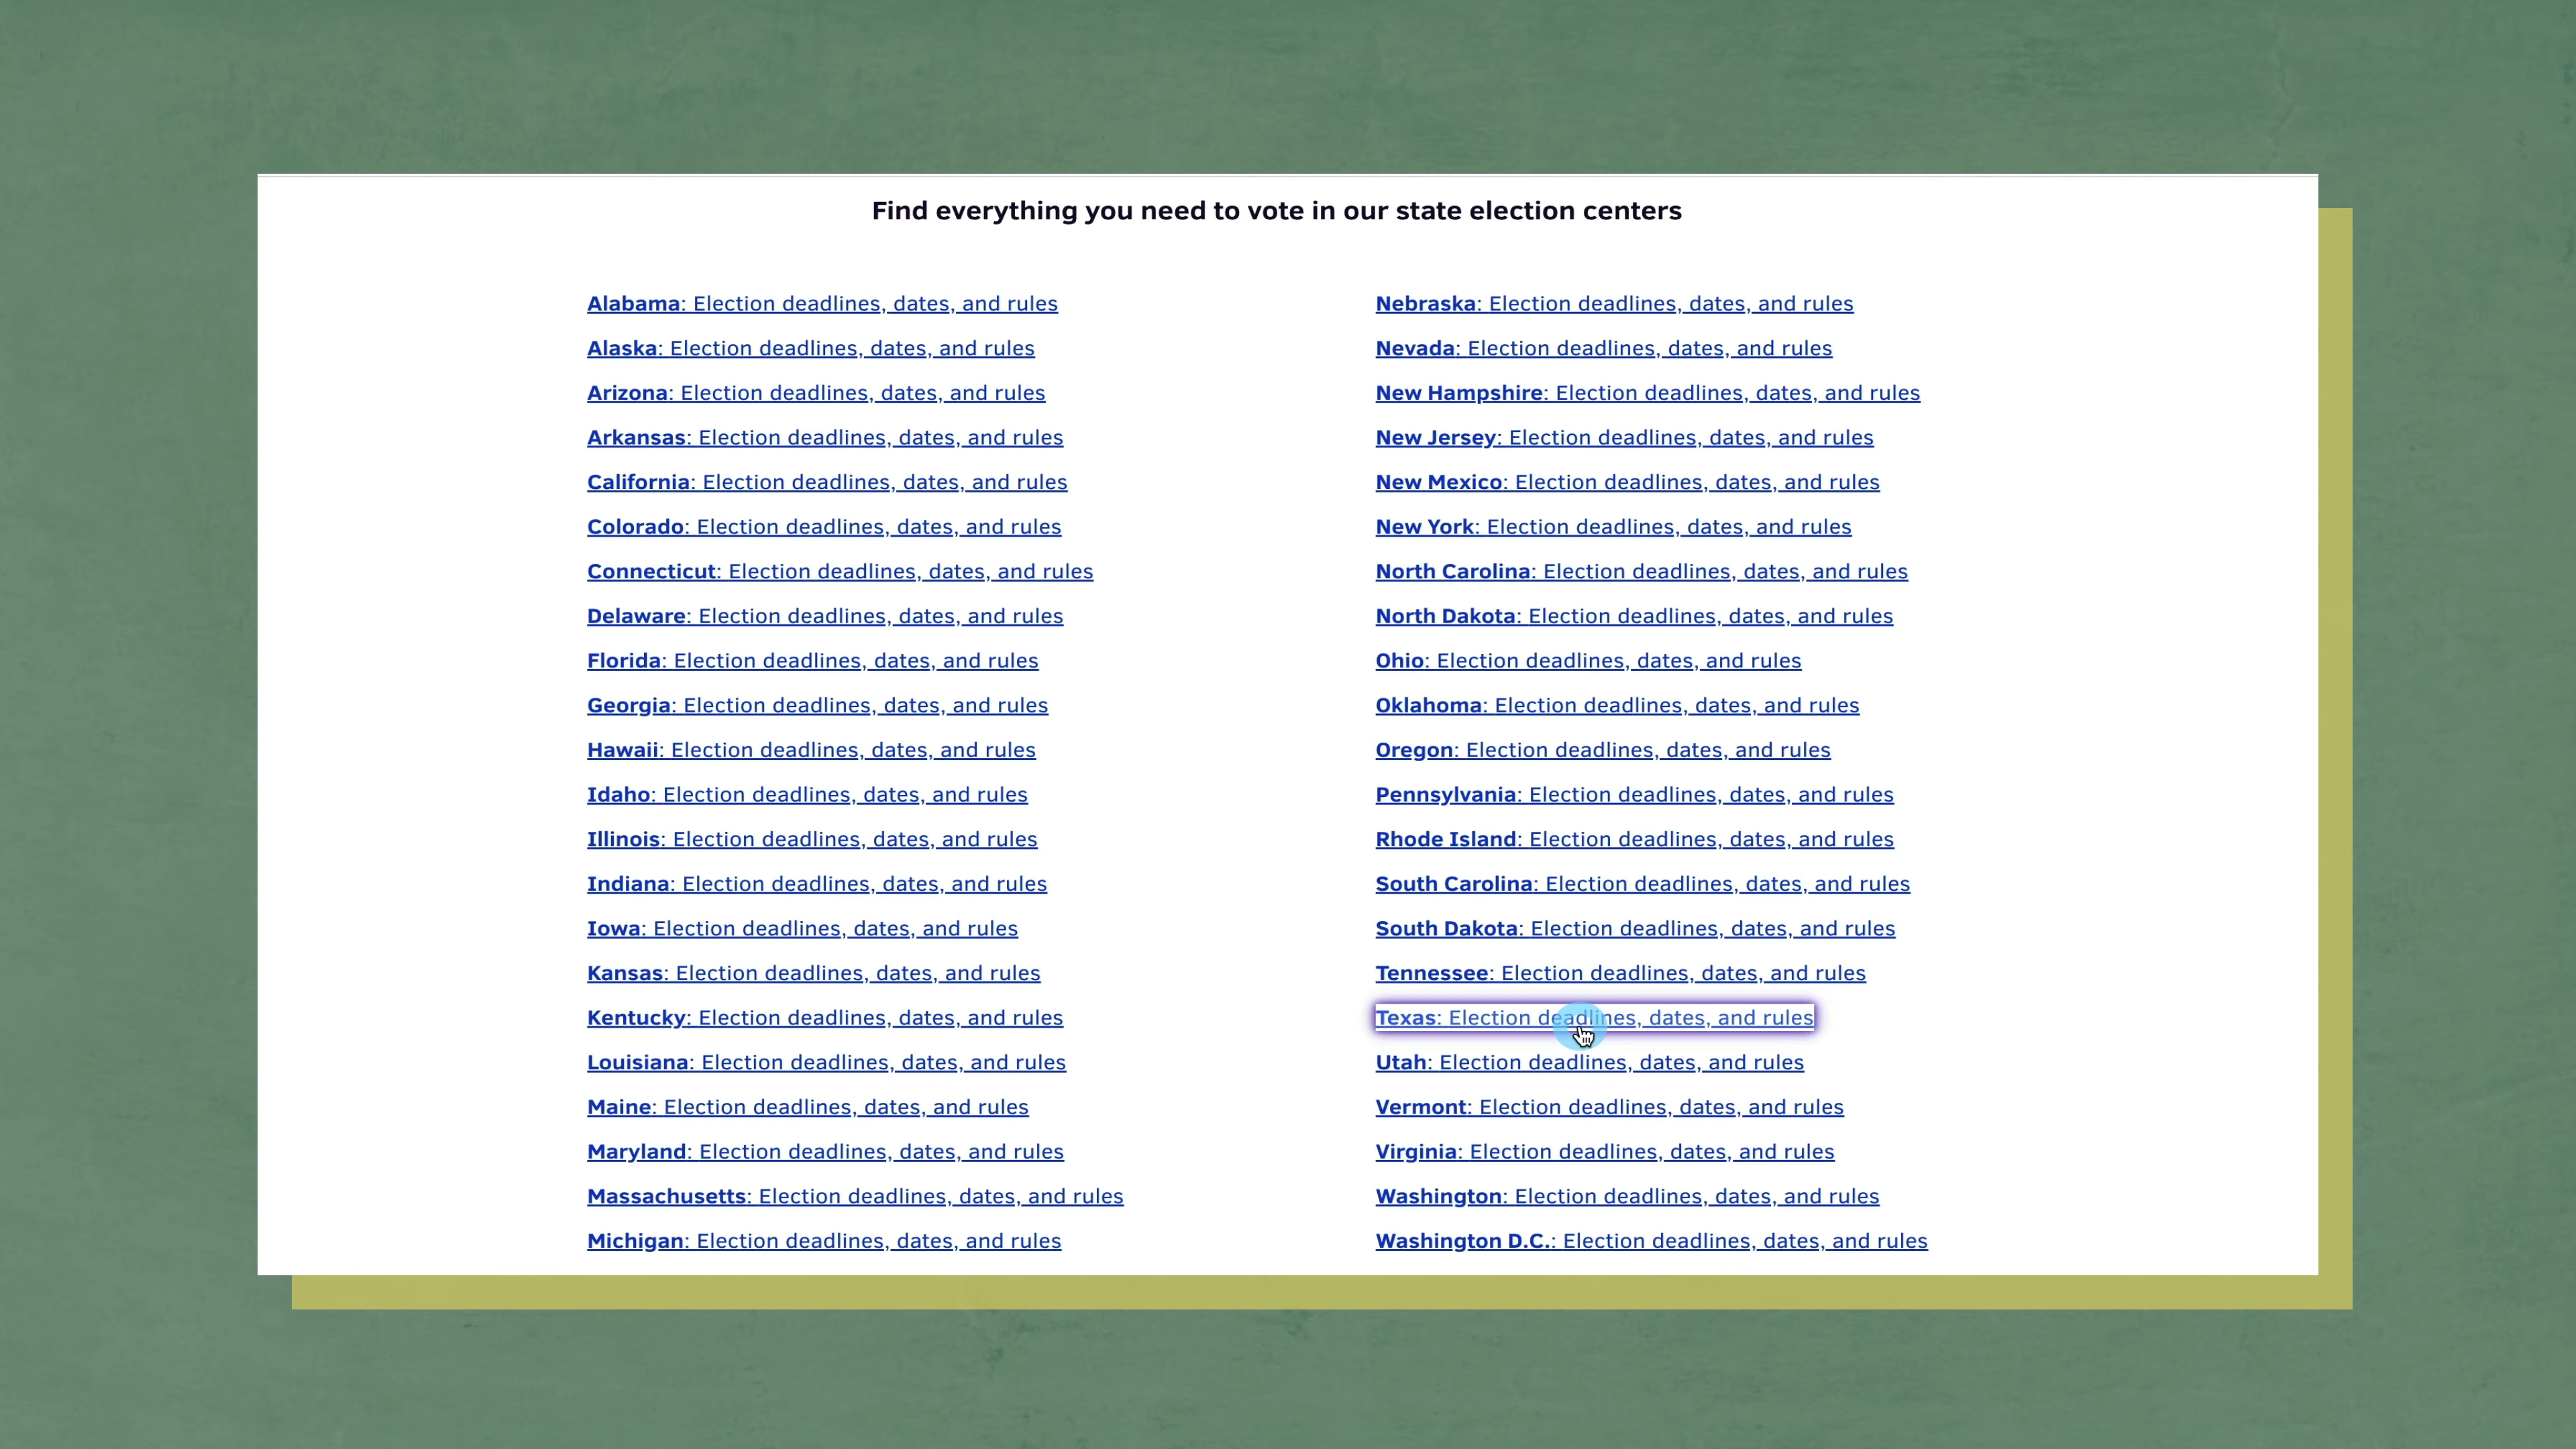 Find everything you need to vote in our state election centers
Alabama: Election deadlines, dates, and rules
Alaska: Election deadlines, dates, and rules
Arizona: Election deadlines, dates, and rules
Arkansas: Election deadlines, dates, and rules
California: Election deadlines, dates, and rules
Colorado: Election deadlines, dates, and rules
Connecticut: Election deadlines, dates, and rules
Delaware: Election deadlines, dates, and rules
Florida: Election deadlines, dates, and rules
Georgia: Election deadlines, dates, and rules
Hawaii: Election deadlines, dates, and rules
Idaho: Election deadlines, dates, and rules
Illinois: Election deadlines, dates, and rules
Indiana: Election deadlines, dates, and rules
Iowa: Election deadlines, dates, and rules
Kansas: Election deadlines, dates, and rules
Kentucky: Election deadlines, dates, and rules
Louisiana: Election deadlines, dates, and rules
Maine: Election deadlines, dates, and rules
Maryland: Election deadlines, dates, and rules
Massachusetts: Election deadlines, dates, and rules
Michigan: Election deadlines, dates, and rules
Nebraska: Election deadlines, dates, and rules
Nevada: Election deadlines, dates, and rules
New Hampshire: Election deadlines, dates, and rules
New Jersey: Election deadlines, dates, and rules
New Mexico: Election deadlines, dates, and rules
New York: Election deadlines, dates, and rules
North Carolina: Election deadlines, dates, and rules
North Dakota: Election deadlines, dates, and rules
Ohio: Election deadlines, dates, and rules
Oklahoma: Election deadlines, dates, and rules
Oregon: Election deadlines, dates, and rules
Pennsylvania: Election deadlines, dates, and rules
Rhode Island: Election deadlines, dates, and rules
South Carolina: Election deadlines, dates, and rules
South Dakota: Election deadlines, dates, and rules
Tennessee: Election deadlines, dates, and rules
Texas: Election deadlines, dates, and rules
Utah: Election deadlines, dates, and rules
Vermont: Election deadlines, dates, and rules
Virginia: Election deadlines, dates, and rules
Washington: Election deadlines, dates, and rules
Washington D.C.: Election deadlines, dates, and rules